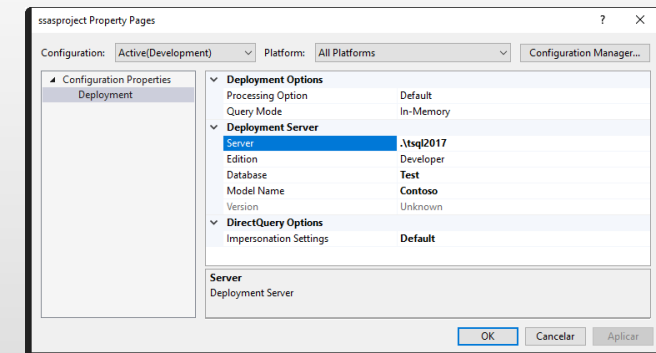 ssasproject Property Pages ?
Configuration: Active(Development) Platform: All Platforms Configuration Manager...
Configuration Properties
Deployment
Deployment Options
Processing Option Default
Query Mode In-Memory
Deployment Server
Server .\tsql2017
Edition Developer
Database Test
Model Name Contoso
Version Unknown
DirectQuery Options
Impersonation Settings Default
Server
Deployment Server
OK Cancelar Aplicar